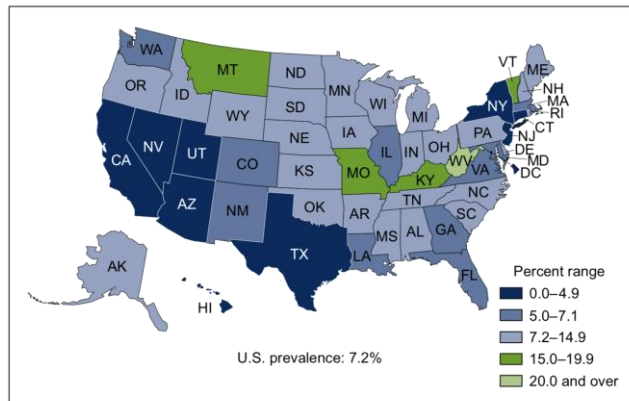 WA
MT
ND
MN
VT
ME
OR
ID
SD
WI
NH
MA
RI
NY
WY
MI
CT
NJ
IA
PA
DE
MD
DC
NE
NV
UT
IL
IN
OH
WV
VA
CA
CO
KS
MO
KY
NC
TN
AZ
NM
OK
AR
SC
MS
AL
GA
TX
LA
FL
AK
HI
Percent range
0.0–4.9
5.0–7.1
7.2–14.9
15.0–19.9
20.0 and over
U.S. prevalence: 7.2%